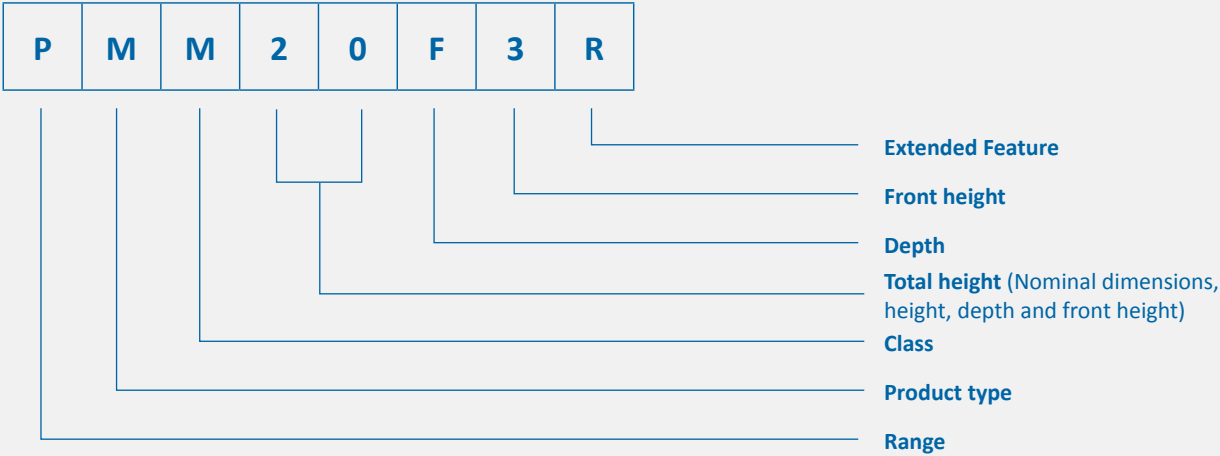 P M M 2 0 F 3 R
Extended Feature
Front height
Depth
Total height (Nominal dimensions,
height, depth and front height)
Class
Product type
Range